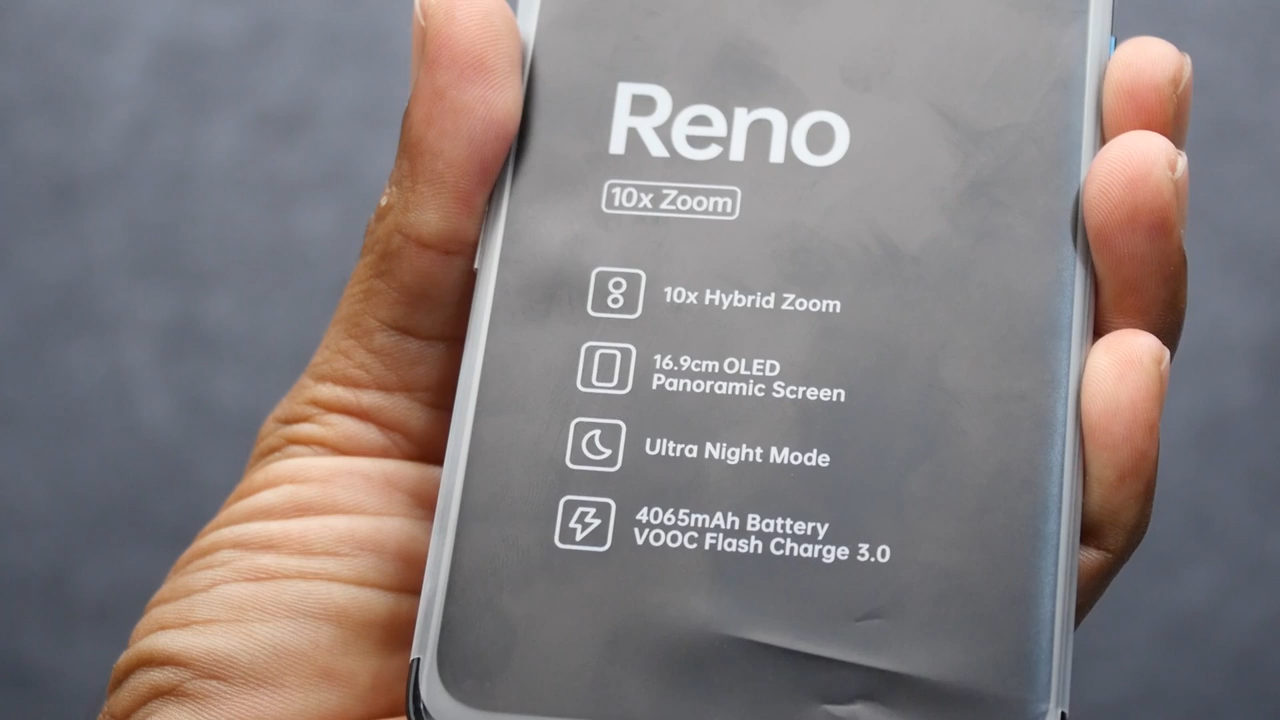 Reno
10x Zoom
10x Hybrid Zoom
16.9cm OLED
Panoramic Screen
Ultra Night Mode
4065mAh Battery
VOOC Flash Charge 3.0